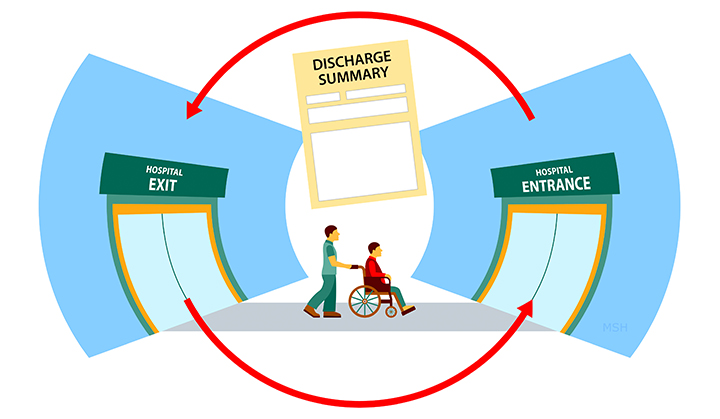 DISCHARGE
SUMMARY
HOSPITAL
EXIT
HOSPITAL
ENTRANCE
MSH